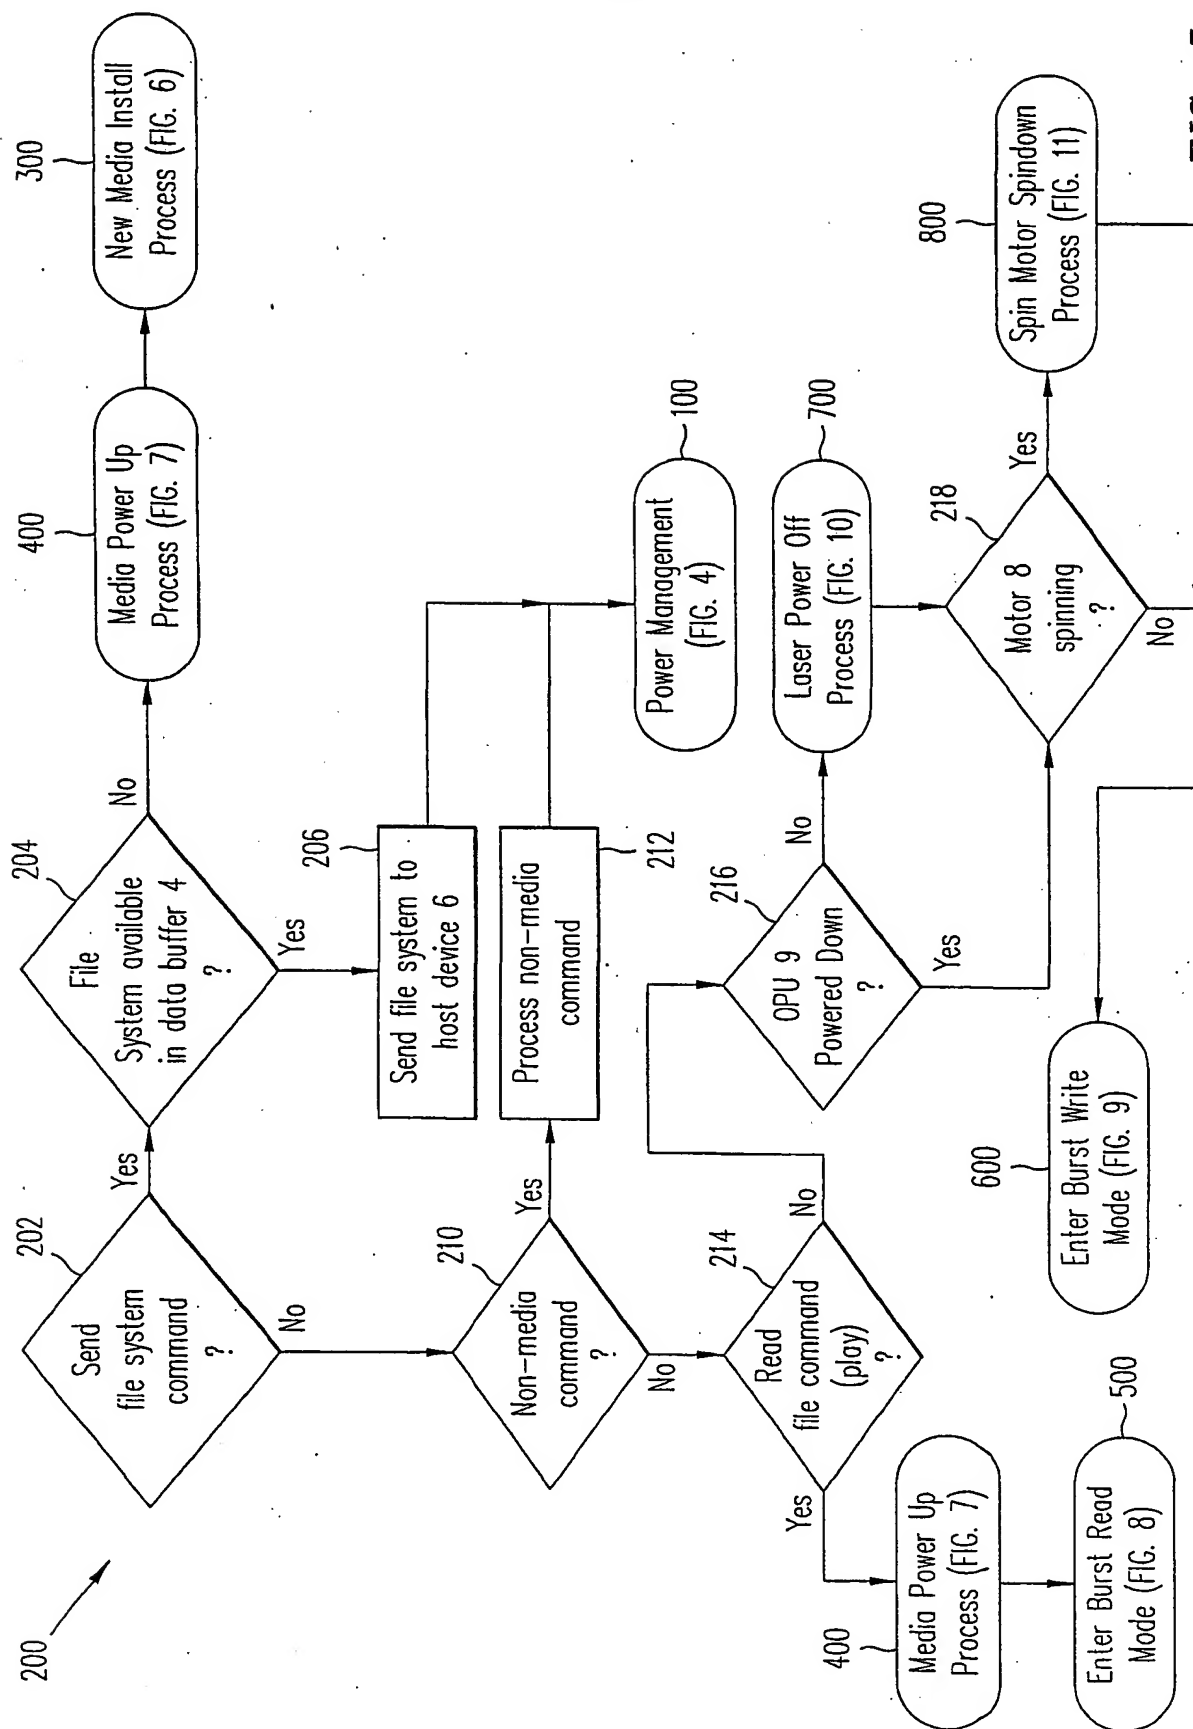 200
202
Send
file system
command
?
Yes
No
204
File
System available
in data buffer 4
?
No
Yes
400
Media Power Up
Process (FIG. 7)
300
New Media Install
Process (FIG. 6)
206
Send file system to
host device 6
210
Non-media
command
?
Yes
No
212
Process non-media
command
100
Power Management
(FIG. 4)
214
Read
file command
(play)
?
Yes
No
216
OPU 9
Powered Down
?
No
Yes
700
Laser Power Off
Process (FIG. 10)
400
Media Power Up
Process (FIG. 7)
218
Motor 8
spinning
?
Yes
No
800
Spin Motor Spindown
Process (FIG. 11)
500
Enter Burst Read
Mode (FIG. 8)
600
Enter Burst Write
Mode (FIG. 9)